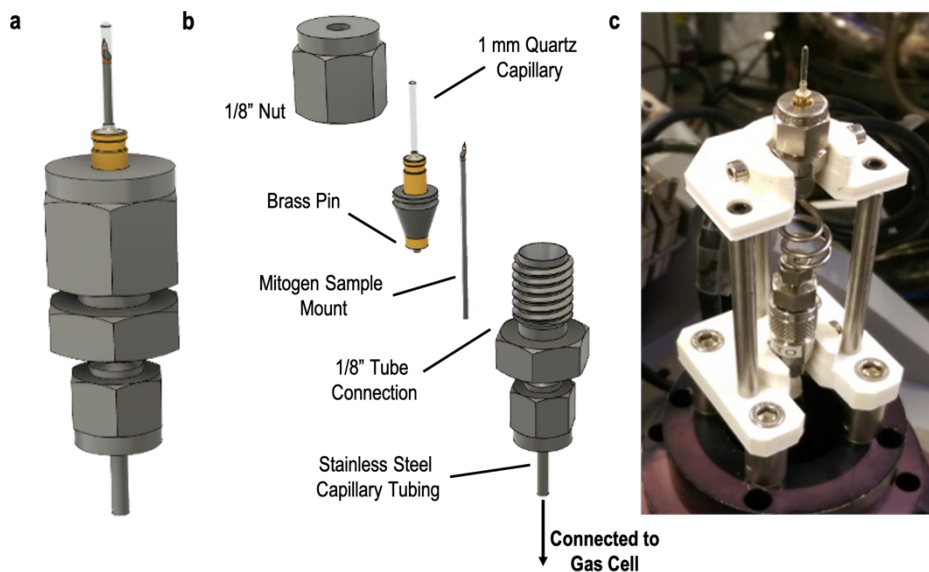 a
b
c
1 mm Quartz
Capillary
1/8” Nut
Brass Pin
Mitogen Sample
Mount
1/8” Tube
Connection
Stainless Steel
Capillary Tubing
Connected to
Gas Cell